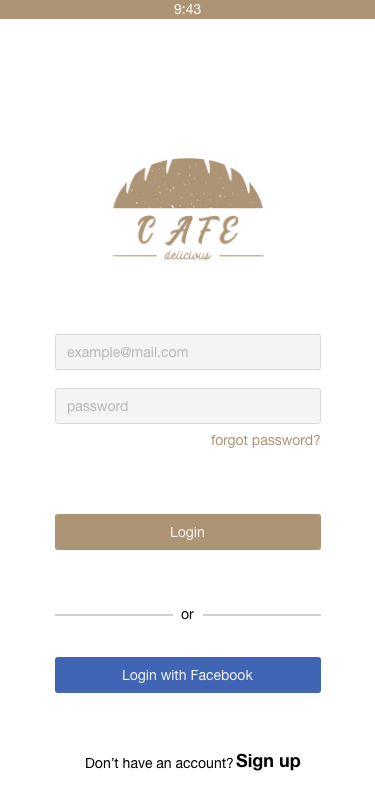 9:43
CAFE
delicious
example@mail.com
password
forgot password?
Login
or
Login with Facebook
Don't have an account? Sign up